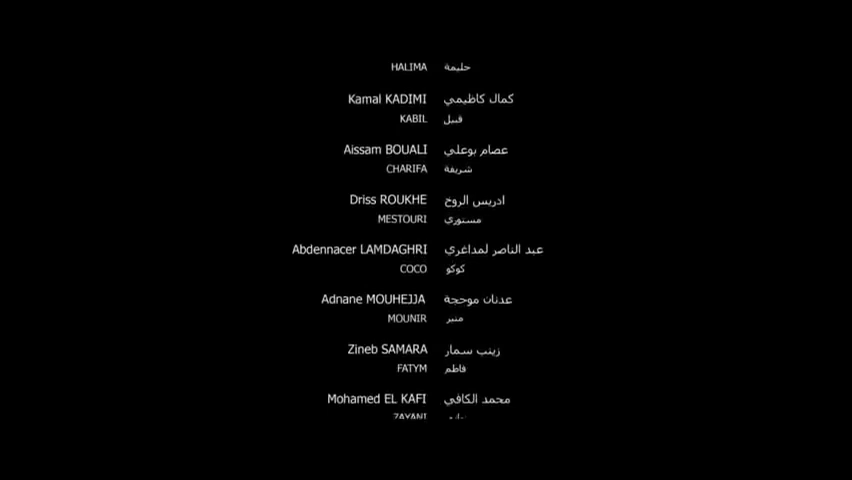 HALIMA حليمة
Kamal KADIMI كمال كاظيمي
KABIL قبيل
Aissam BOUALI عصام بوعلي
CHARIFA شريفة
Driss ROUKHE ادريس الروخ
MESTOURI مستوري
Abdennacer LAMDAGHRI عبد الناصر لمداغري
COCO كوكو
Adnane MOUHEJJA عدنان موحجة
MOUNIR منير
Zineb SAMARA زينب سمار
FATYM فاطم
Mohamed EL KAFI محمد الكافي
ZAYANI